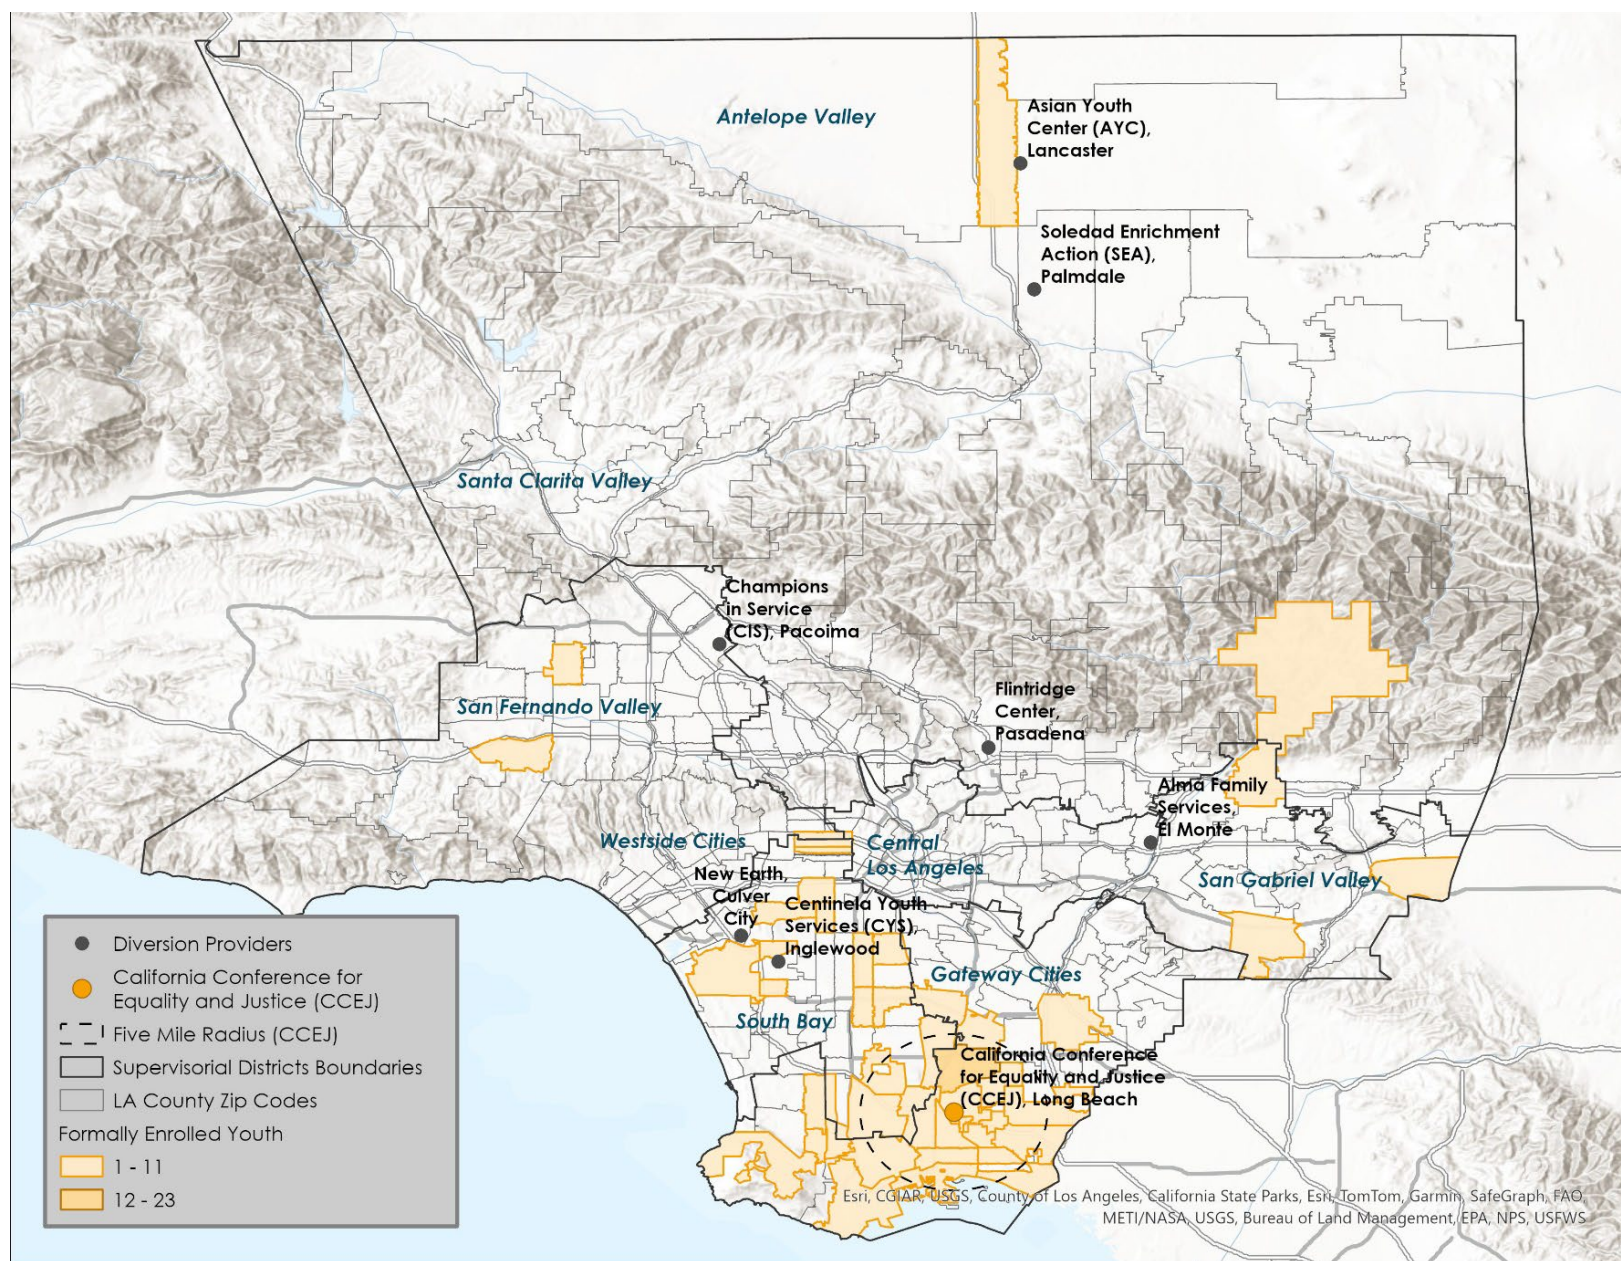 Antelope Valley
Asian Youth
Center (AYC),
Lancaster
Soledad Enrichment
Action (SEA),
Palmdale
Santa Clarita Valley
Champions
in Service
(CIS), Pacoima
San Fernando Valley
Flintridge
Center,
Pasadena
Alma Family
Services,
El Monte
Westside Cities
Central
Los Angeles
San Gabriel Valley
New Earth,
Culver
City
Centinela Youth
Services (CYS),
Inglewood
Gateway Cities
South Bay
California Conference
for Equality and Justice
(CCEJ), Long Beach
Diversion Providers
California Conference for
Equality and Justice (CCEJ)
Five Mile Radius (CCEJ)
Supervisorial Districts Boundaries
LA County Zip Codes
Formally Enrolled Youth
1 - 11
12 - 23
Esri, CGIAR, USGS, County of Los Angeles, California State Parks, Esri, TomTom, Garmin, SafeGraph, FAO,
METI/NASA, USGS, Bureau of Land Management, EPA, NPS, USFWS